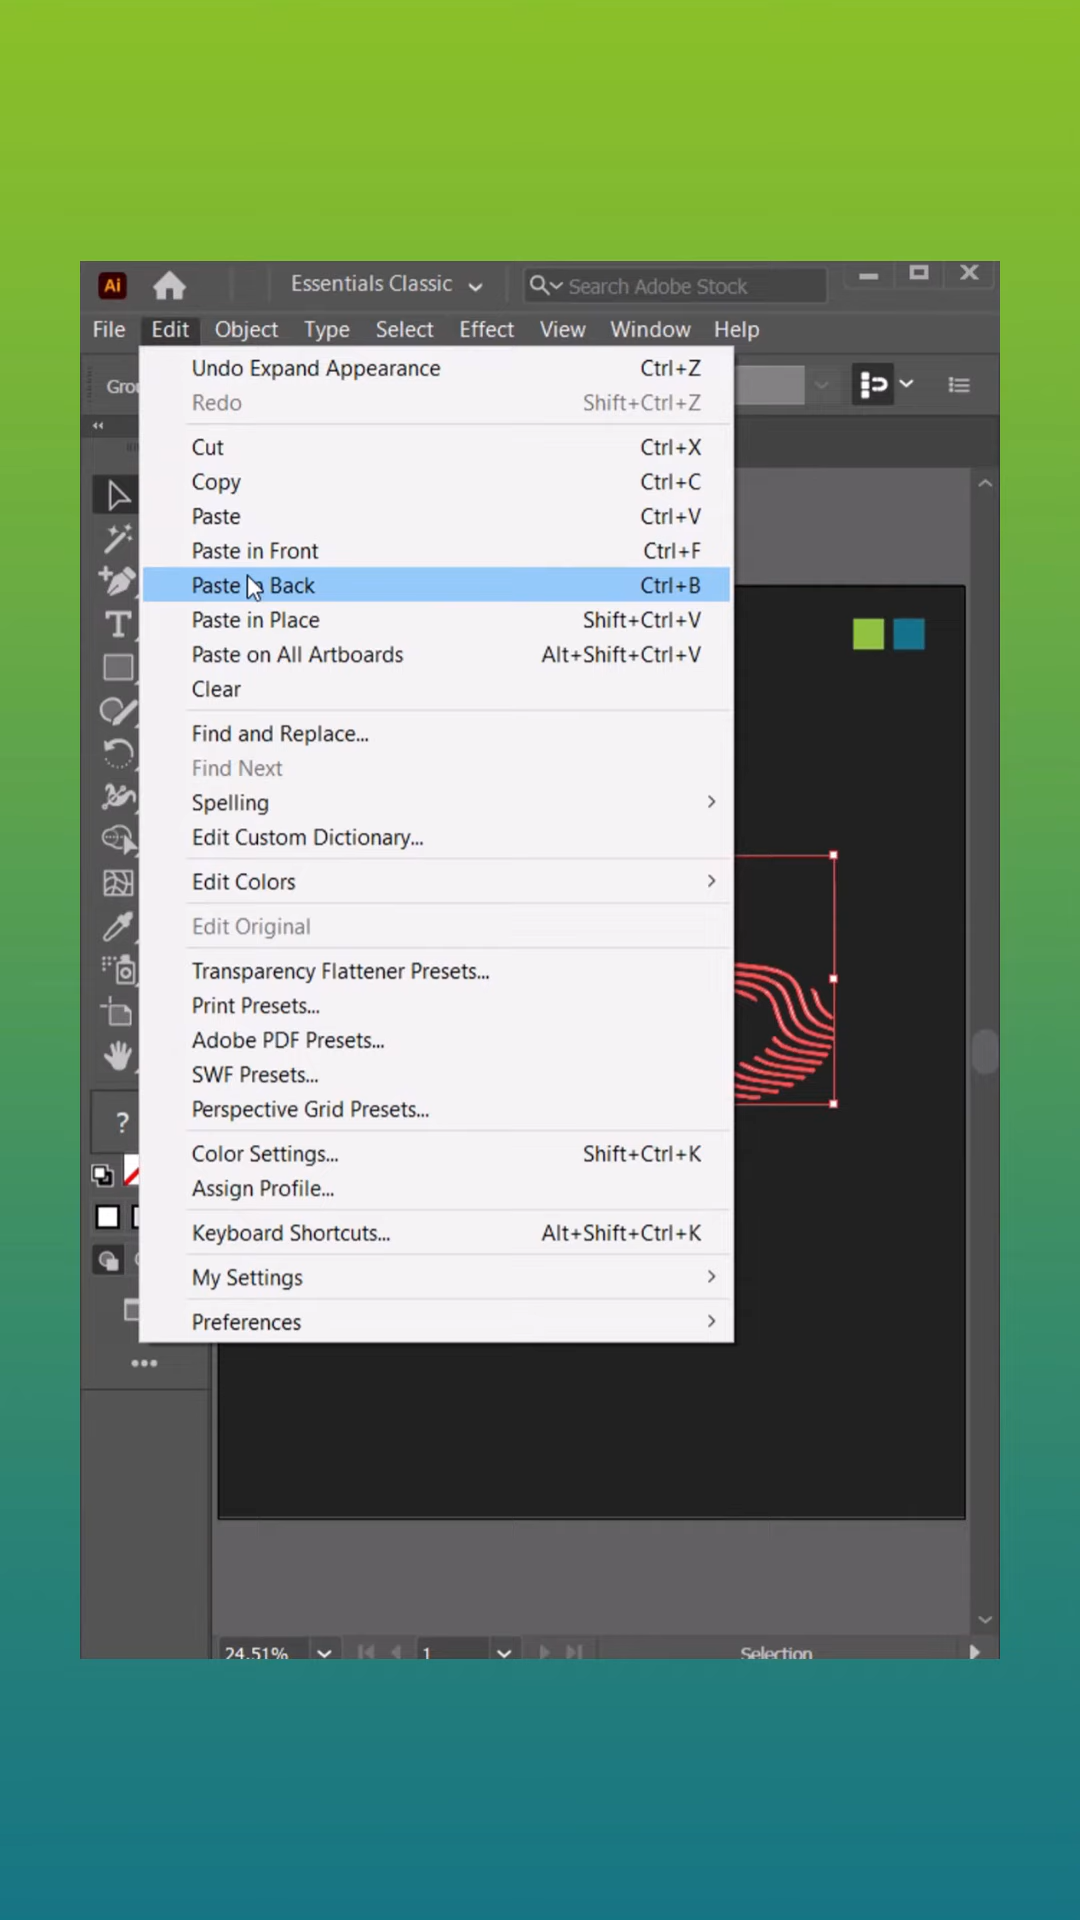 Ai
Essentials Classic
Search Adobe Stock
File Edit Object Type Select Effect View Window Help
Undo Expand Appearance Ctrl+Z
Redo Shift+Ctrl+Z
Cut Ctrl+X
Copy Ctrl+C
Paste Ctrl+V
Paste in Front Ctrl+F
Paste in Back Ctrl+B
Paste in Place Shift+Ctrl+V
Paste on All Artboards Alt+Shift+Ctrl+V
Clear
Find and Replace...
Find Next
Spelling
Edit Custom Dictionary...
Edit Colors
Edit Original
Transparency Flattener Presets...
Print Presets...
Adobe PDF Presets...
SWF Presets...
Perspective Grid Presets...
Color Settings... Shift+Ctrl+K
Assign Profile...
Keyboard Shortcuts... Alt+Shift+Ctrl+K
My Settings
Preferences
?
24.51% 1 Selection